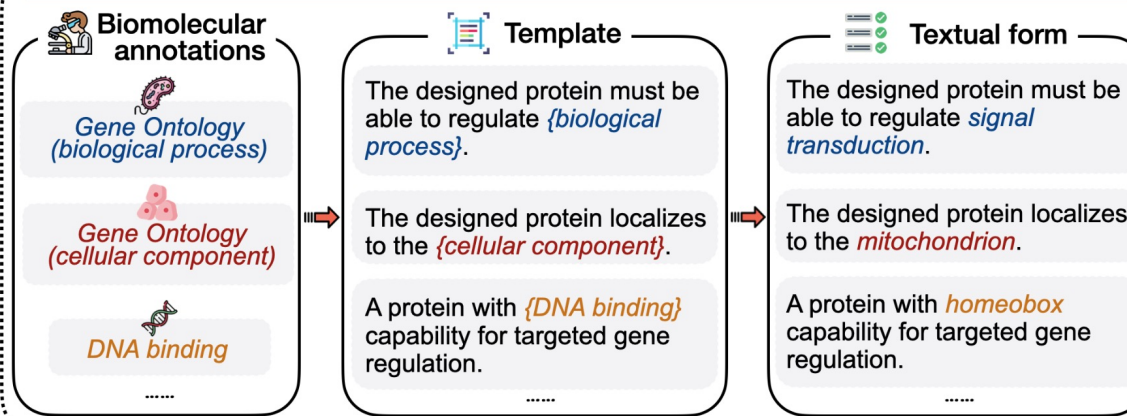 Biomolecular
annotations
Gene Ontology
(biological process)
Gene Ontology
(cellular component)
DNA binding
......
Template
The designed protein must be
able to regulate {biological
process}.
The designed protein localizes
to the {cellular component}.
A protein with {DNA binding}
capability for targeted gene
regulation.
......
Textual form
The designed protein must be
able to regulate signal
transduction.
The designed protein localizes
to the mitochondrion.
A protein with homeobox
capability for targeted gene
regulation.
......